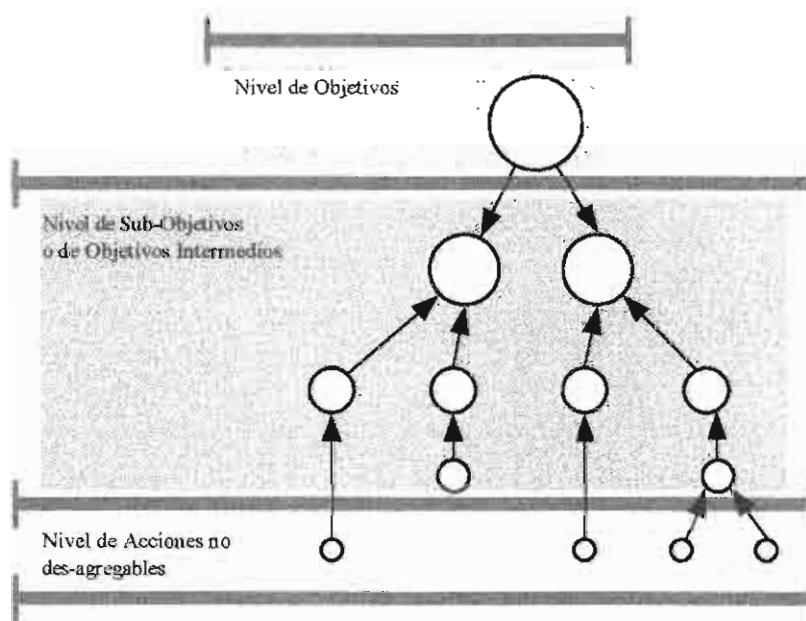 Nivel de Objetivos
Nivel de Sub-Objetivos
o de Objetivos Intermedios
Nivel de Acciones no
des-agregables